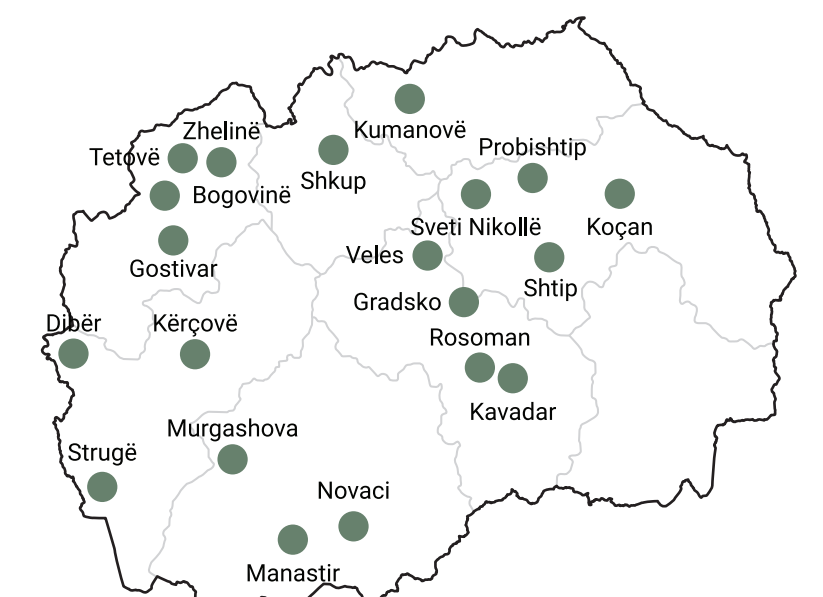 Zhelinë
Kumanovë
Tetovë
Probishtip
Shkup
Bogovinë
Sveti Nikollë
Koçan
Veles
Gostivar
Shtip
Gradsko
Dibër
Kërçovë
Rosoman
Kavadar
Murgashova
Strugë
Novaci
Manastir